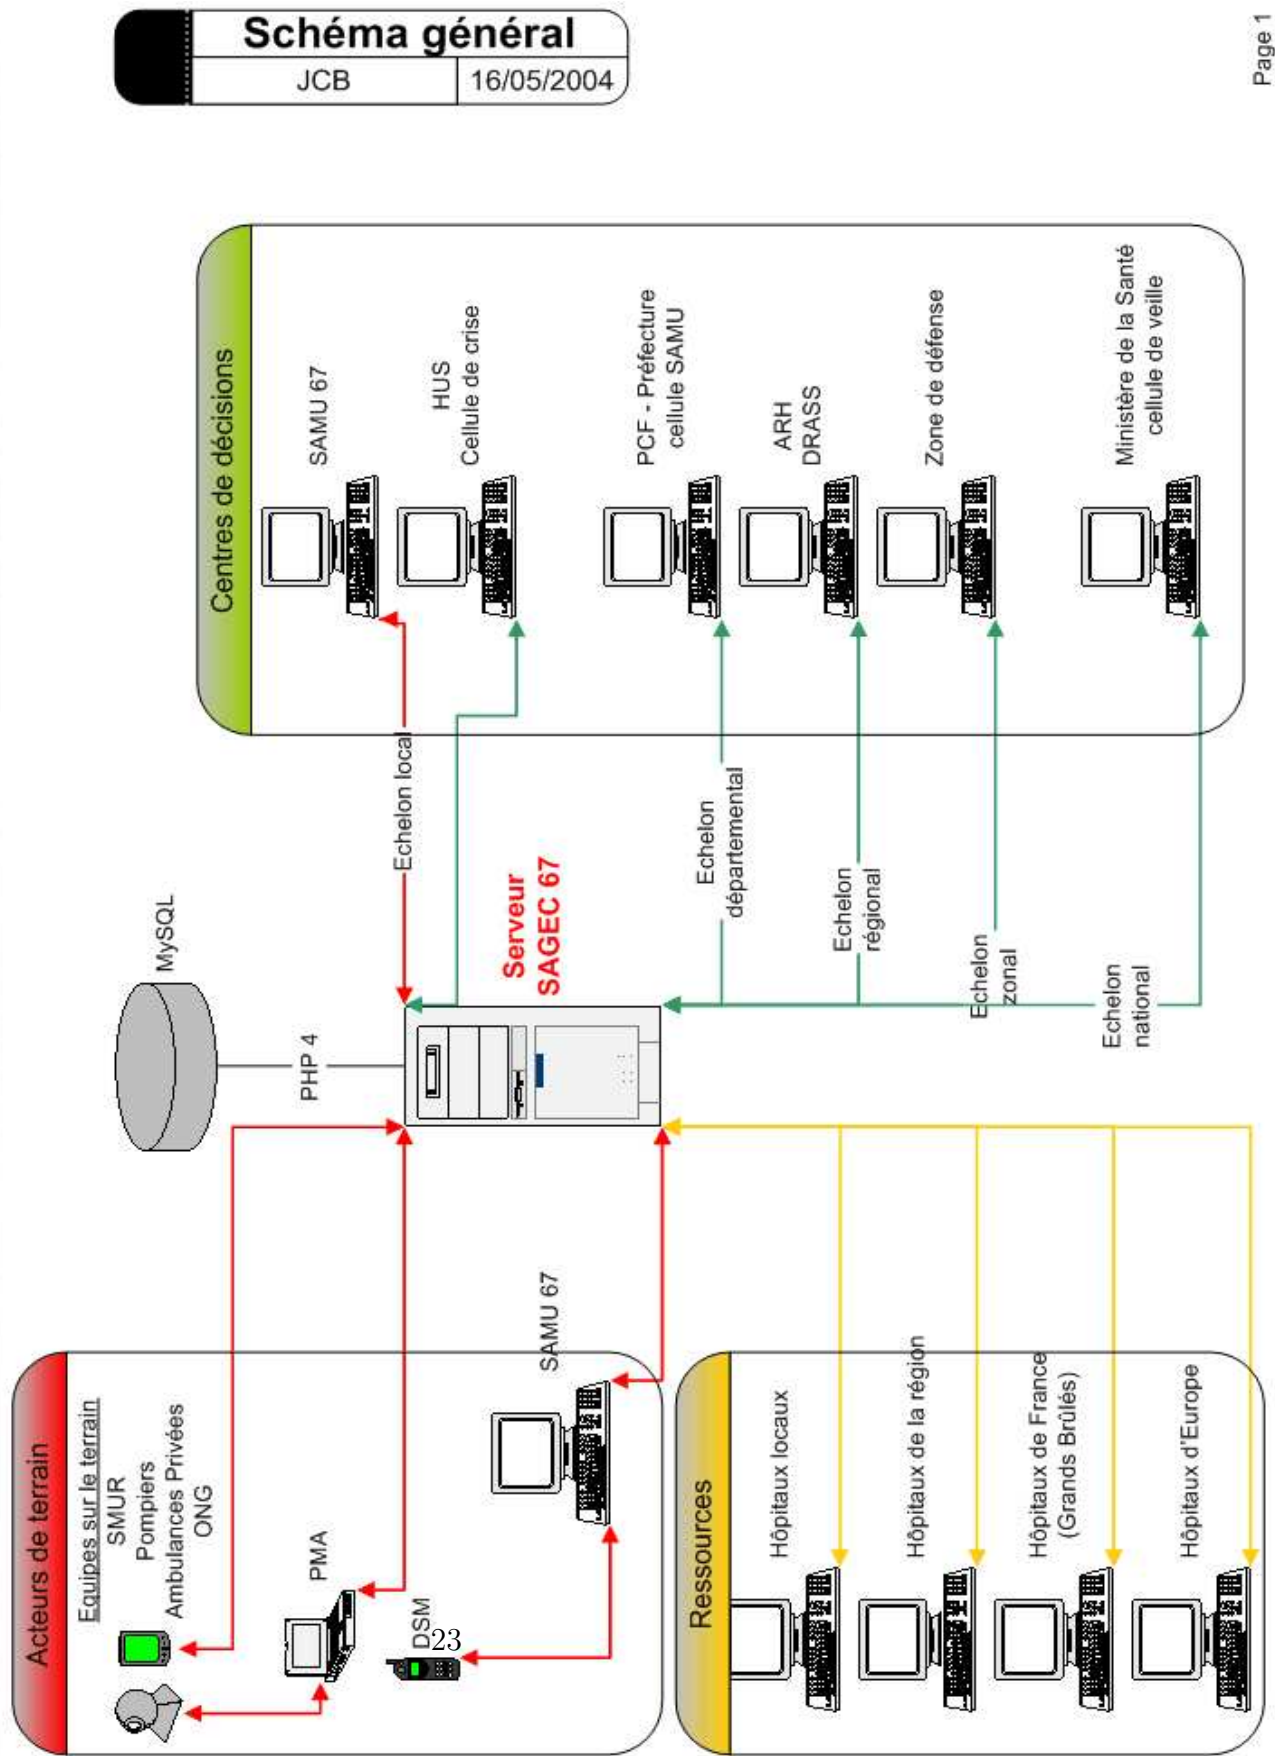 Schéma général
JCB
16/05/2004
Acteurs de terrain
Equipes sur le terrain
SMUR
Pompiers
Ambulances Privées
ONG
PMA
DSM
23
SAMU 67
Ressources
Hôpitaux locaux
Hôpitaux de la région
Hôpitaux de France
(Grands Brûlés)
Hôpitaux d'Europe
MySQL
PHP 4
Serveur
SAGEC 67
Echelon local
Echelon
départemental
Echelon
régional
Echelon
zonal
Echelon
national
Centres de décisions
SAMU 67
HUS
Cellule de crise
PCF - Préfecture
cellule SAMU
ARH
DRASS
Zone de défense
Ministère de la Santé
cellule de veille
Page 1